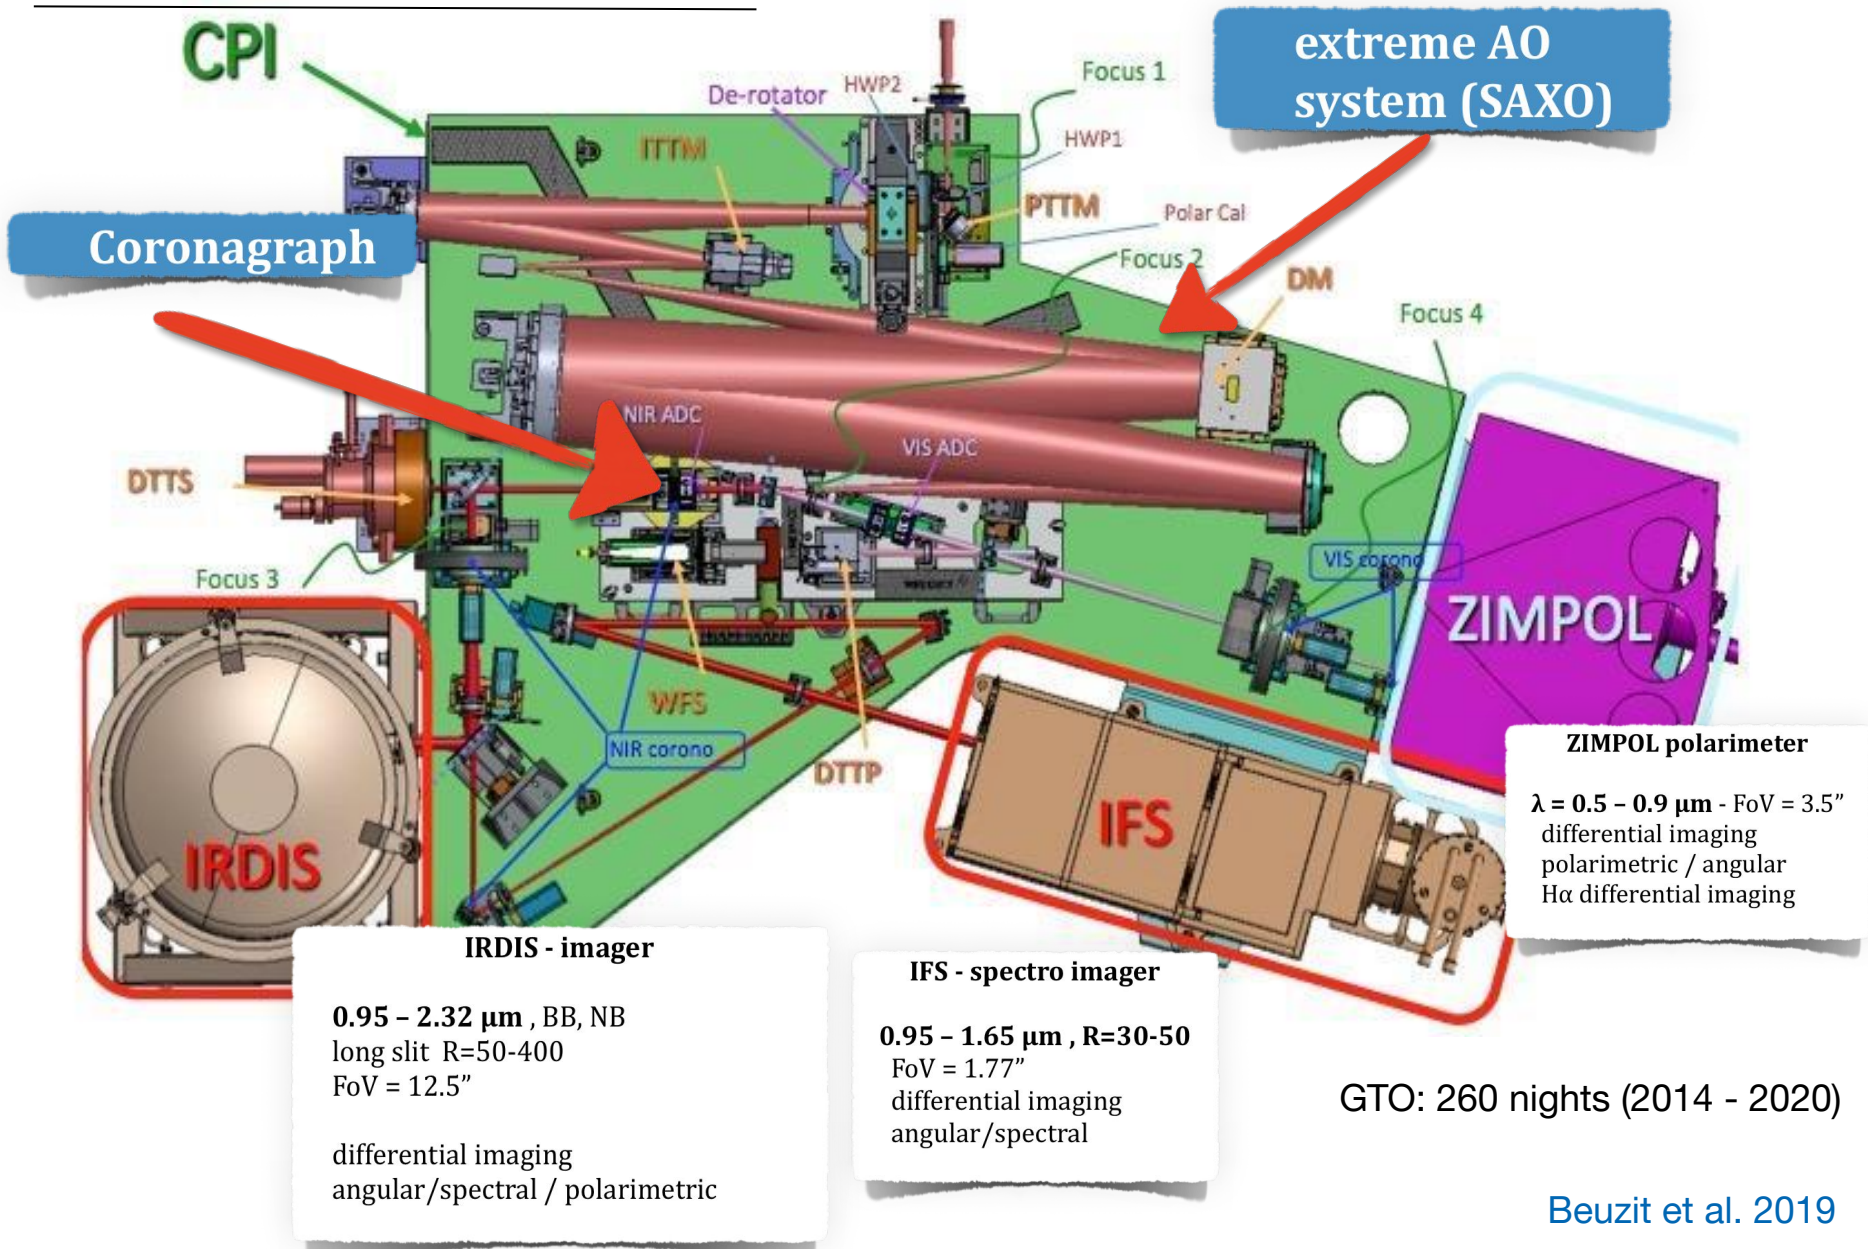 CPI
extreme AO
system (SAXO)
De-rotator
HWP2
Focus 1
ITTM
HWP1
PTTM
Polar Cal
Coronagraph
Focus 2
DM
Focus 4
NIR ADC
VIS ADC
DTTS
VIS corono
Focus 3
ZIMPOL
WFS
NIR corono
DTTP
IFS
IRDIS
ZIMPOL polarimeter
λ = 0.5 – 0.9 μm - FoV = 3.5”
differential imaging
polarimetric / angular
Hα differential imaging
IRDIS - imager
0.95 – 2.32 μm , BB, NB
long slit R=50-400
FoV = 12.5”
differential imaging
angular/spectral / polarimetric
IFS - spectro imager
0.95 – 1.65 μm , R=30-50
FoV = 1.77”
differential imaging
angular/spectral
GTO: 260 nights (2014 - 2020)
Beuzit et al. 2019